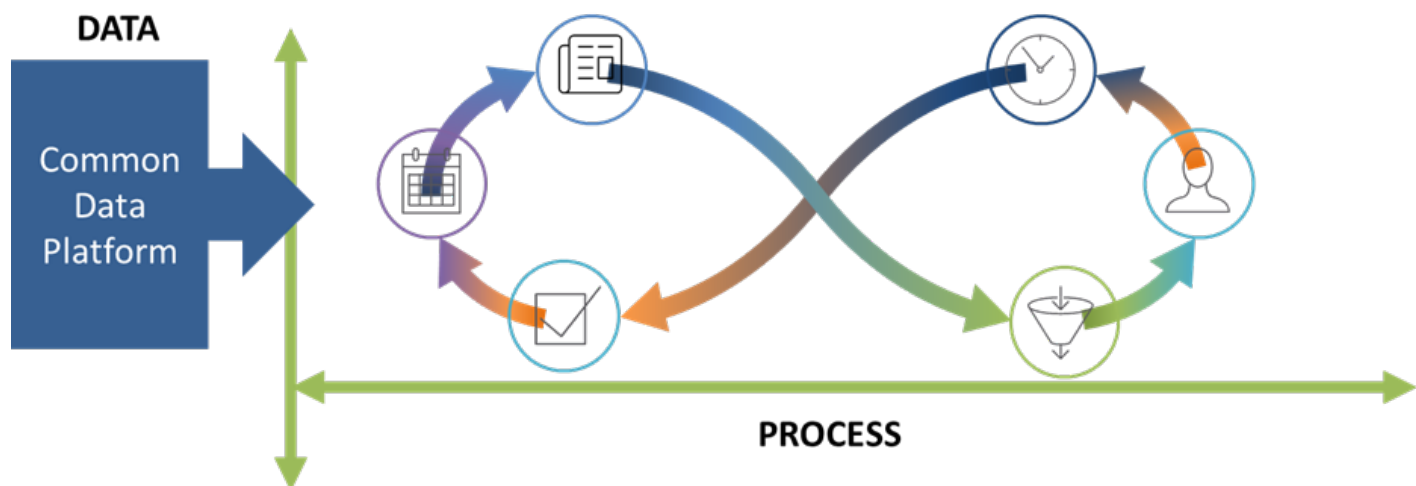 DATA
Common
Data
Platform
PROCESS